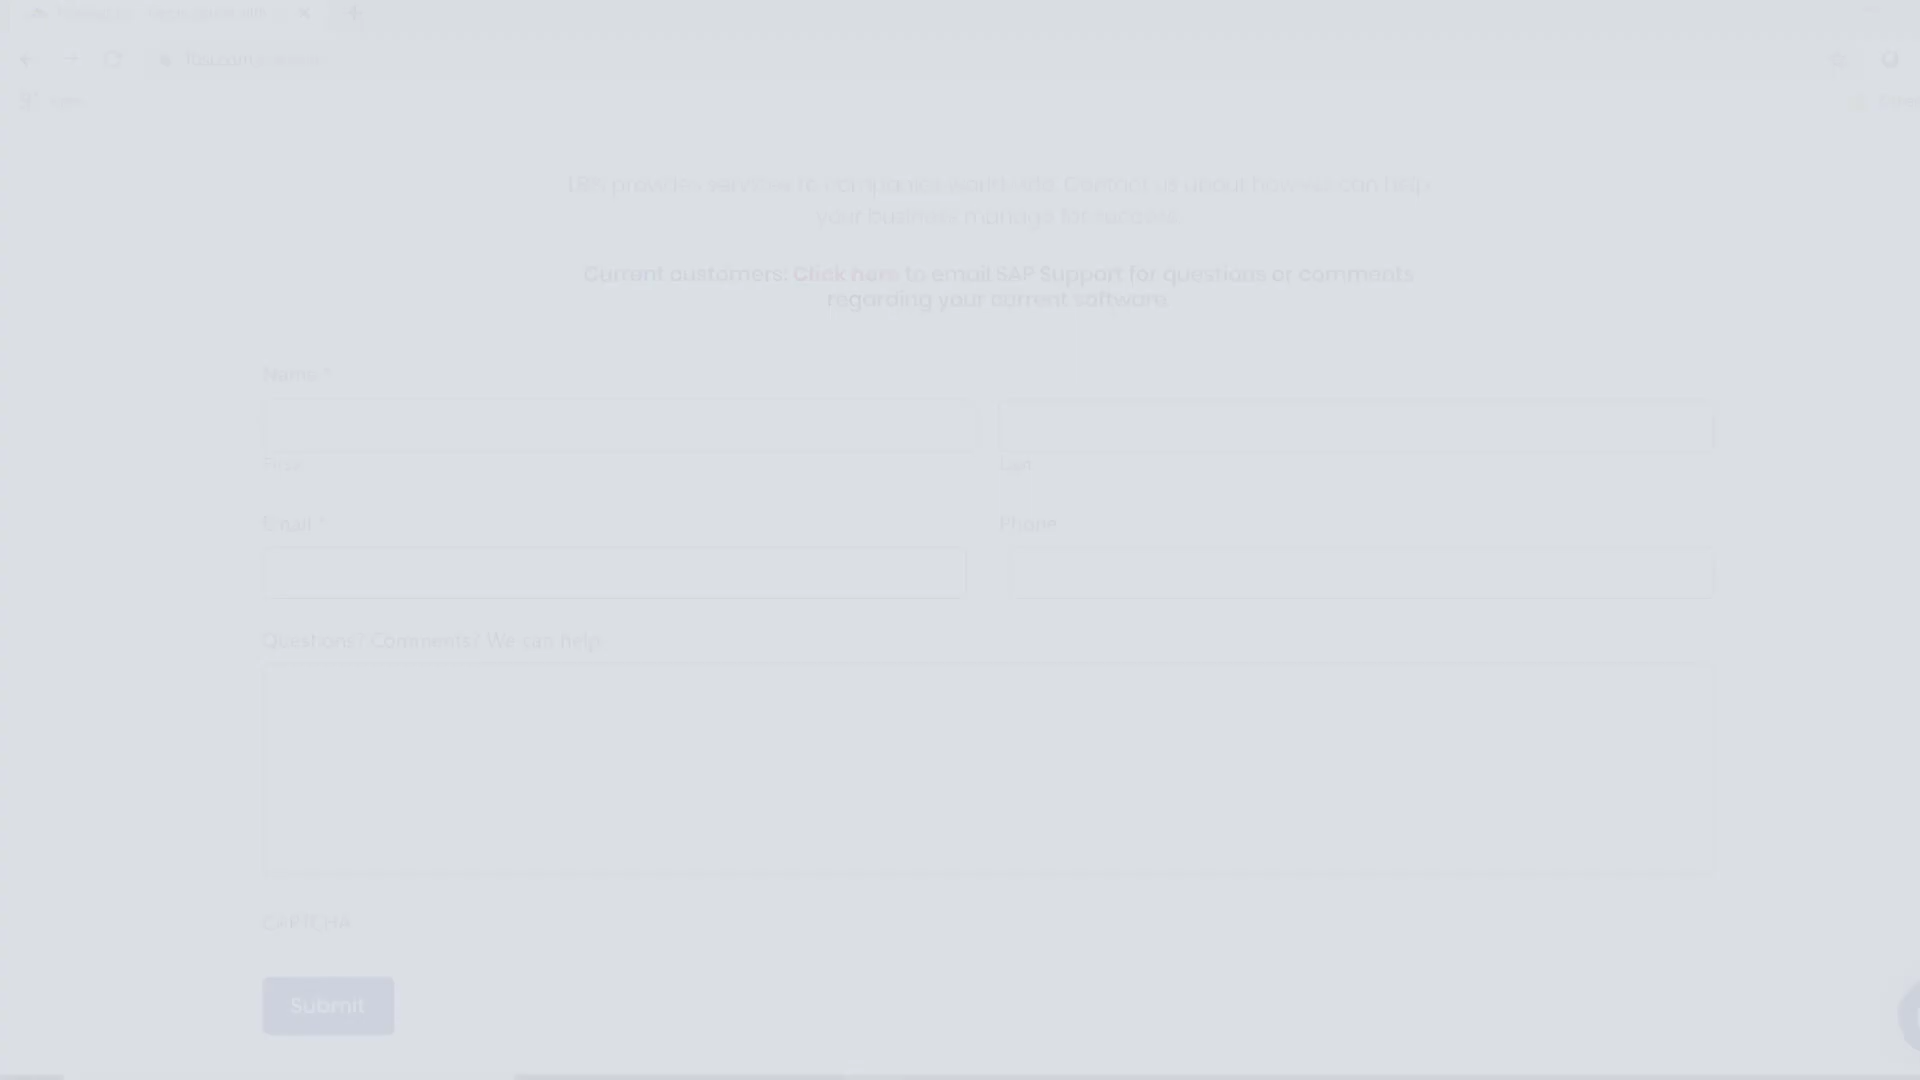 provides services to companies worldwide. Contact us about how we can help
your business manage for success.
Current customers: Click here to email SAP Support for questions or comments
regarding your current software
Name *
First
Last
Email *
Phone
Questions? Comments? We can help.
CAPTCHA
Submit